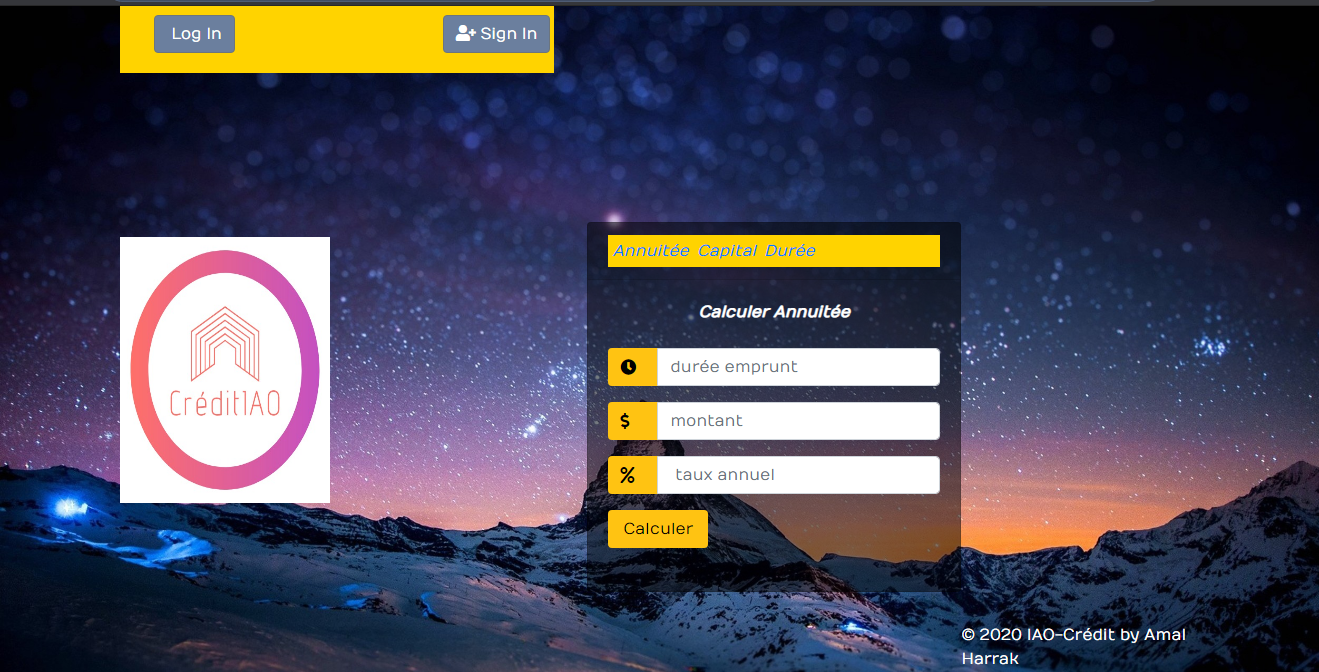 Log In
Sign In
Annuitée Capital Durée
Calculer Annuitée
durée emprunt
$ montant
% taux annuel
CréditIAO
Calculer
© 2020 IAO-Crédit by Amal
Harrak